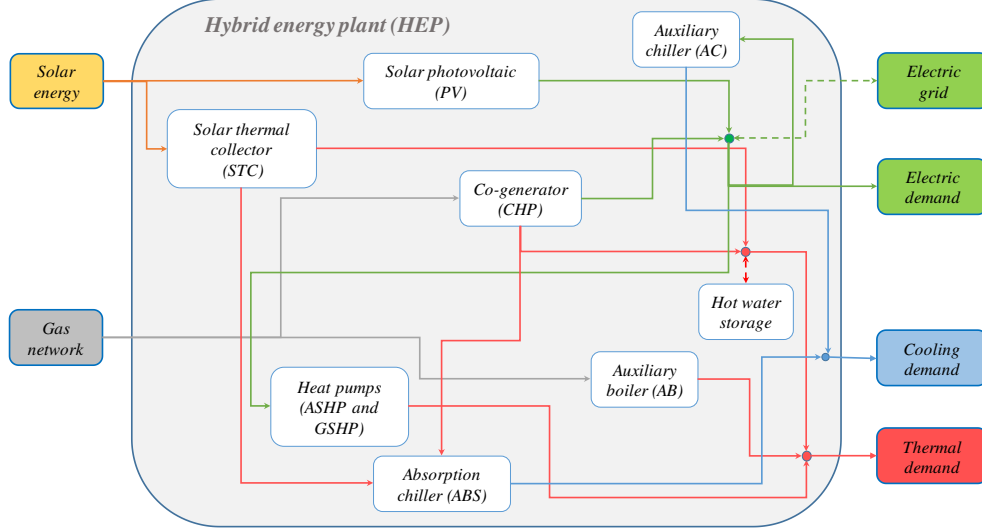 Hybrid energy plant (HEP)
Auxiliary
chiller (AC)
Solar
energy
Solar photovoltaic
(PV)
Electric
grid
Solar thermal
collector
(STC)
Electric
demand
Co-generator
(CHP)
Hot water
storage
Gas
network
Cooling
demand
Auxiliary
boiler (AB)
Heat pumps
(ASHP and
GSHP)
Thermal
demand
Absorption
chiller (ABS)